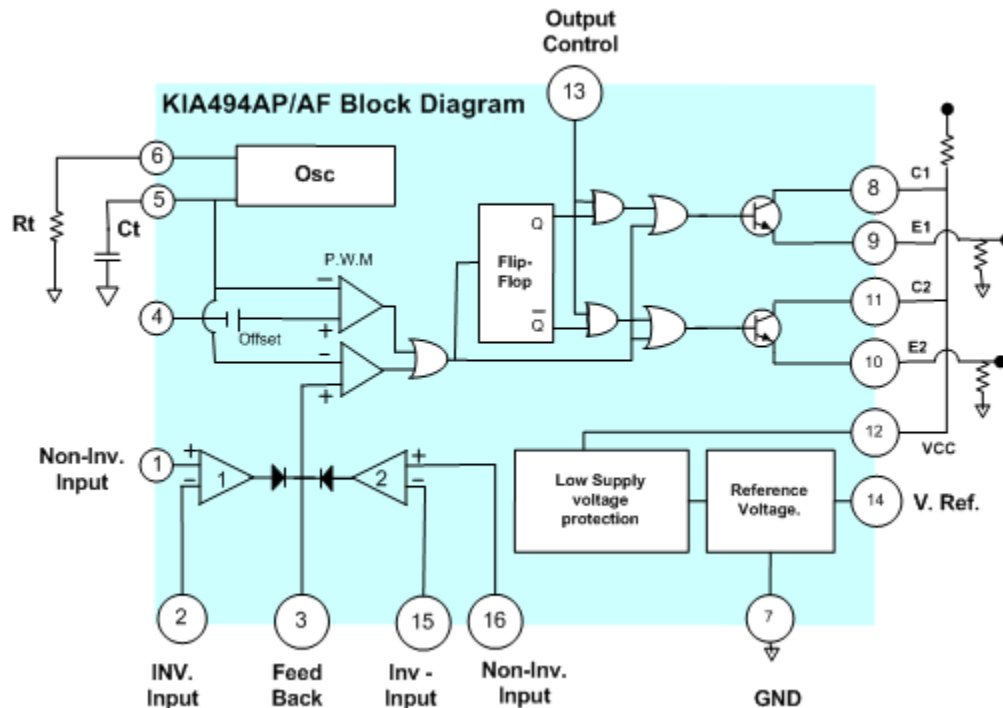 Output
Control
13
KIA494AP/AF Block Diagram
6
Osc
5
Rt
Ct
8
C1
Q
9
E1
P.W.M
Flip-
Flop
−
4
+
Offset
Q
11
C2
−
+
10
E2
12
VCC
Non-Inv.
Input
1
+
−
1
2
+
−
Low Supply
voltage
protection
Reference
Voltage.
14
V. Ref.
2
3
15
16
7
INV.
Input
Feed
Back
Inv -
Input
Non-Inv.
Input
GND